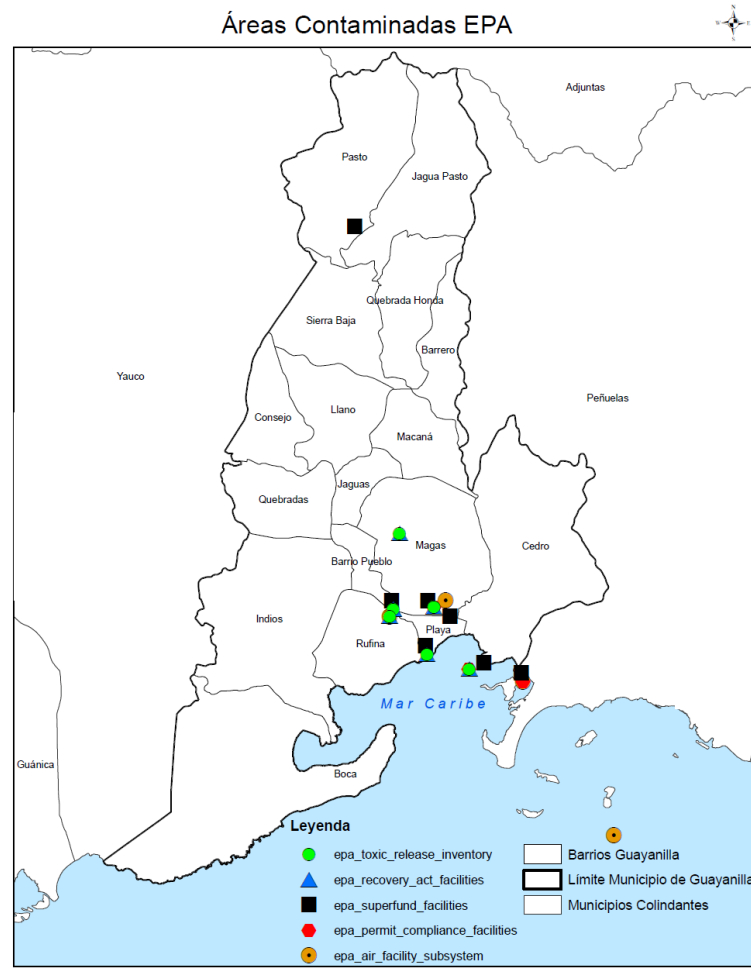 Áreas Contaminadas EPA
N
W
E
S
Adjuntas
Pasto
Jagua Pasto
Quebrada Honda
Sierra Baja
Barrero
Yauco
Peñuelas
Llano
Consejo
Macaná
Jaguas
Quebradas
Magas
Cedro
Barrio Pueblo
Indios
Playa
Rufina
Mar Caribe
Guánica
Boca
Leyenda
epa_toxic_release_inventory
epa_recovery_act_facilities
epa_superfund_facilities
epa_permit_compliance_facilities
epa_air_facility_subsystem
Barrios Guayanilla
Límite Municipio de Guayanilla
Municipios Colindantes